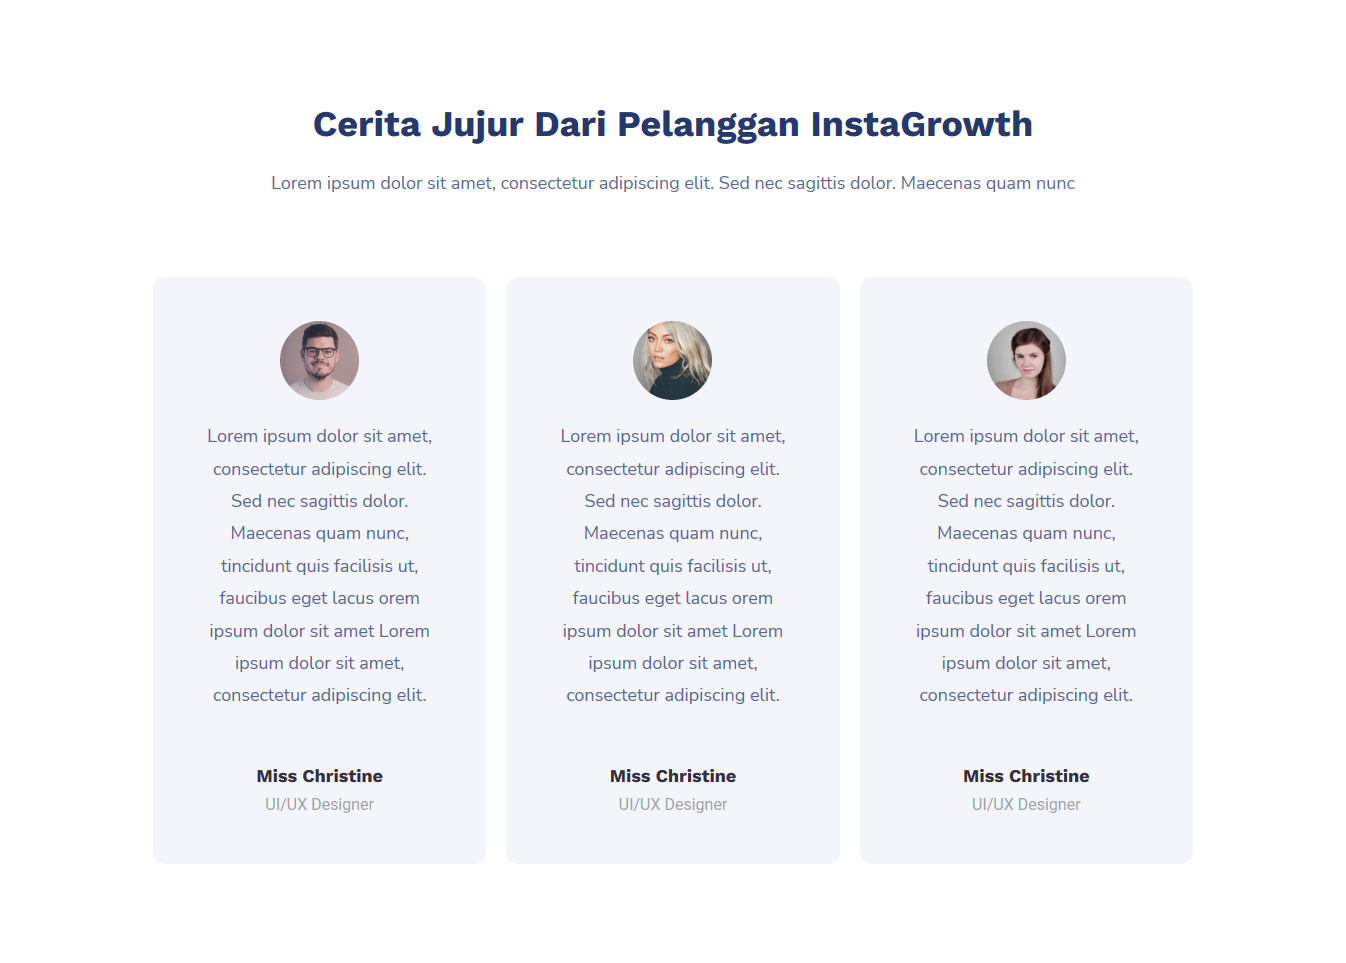 Cerita Jujur Dari Pelanggan InstaGrowth
Lorem ipsum dolor sit amet, consectetur adipiscing elit. Sed nec sagittis dolor. Maecenas quam nunc
Lorem ipsum dolor sit amet,
consectetur adipiscing elit.
Sed nec sagittis dolor.
Maecenas quam nunc,
tincidunt quis facilisis ut,
faucibus eget lacus orem
ipsum dolor sit amet Lorem
ipsum dolor sit amet,
consectetur adipiscing elit.
Miss Christine
UI/UX Designer
Lorem ipsum dolor sit amet,
consectetur adipiscing elit.
Sed nec sagittis dolor.
Maecenas quam nunc,
tincidunt quis facilisis ut,
faucibus eget lacus orem
ipsum dolor sit amet Lorem
ipsum dolor sit amet,
consectetur adipiscing elit.
Miss Christine
UI/UX Designer
Lorem ipsum dolor sit amet,
consectetur adipiscing elit.
Sed nec sagittis dolor.
Maecenas quam nunc,
tincidunt quis facilisis ut,
faucibus eget lacus orem
ipsum dolor sit amet Lorem
ipsum dolor sit amet,
consectetur adipiscing elit.
Miss Christine
UI/UX Designer